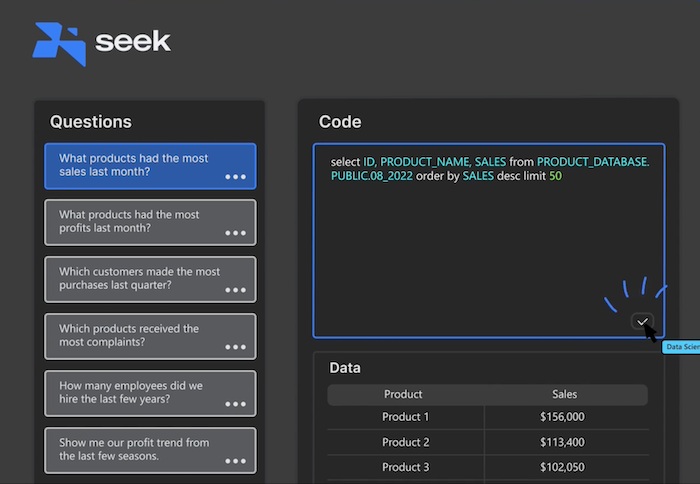 seek
Questions
What products had the most
sales last month?
What products had the most
profits last month?
Which customers made the most
purchases last quarter?
Which products received the
most complaints?
How many employees did we
hire the last few years?
Show me our profit trend from
the last few seasons.
Code
select ID, PRODUCT_NAME, SALES from PRODUCT_DATABASE.
PUBLIC.08_2022 order by SALES desc limit 50
Data Scien
Data
Product Sales
Product 1 $156,000
Product 2 $113,400
Product 3 $102,050